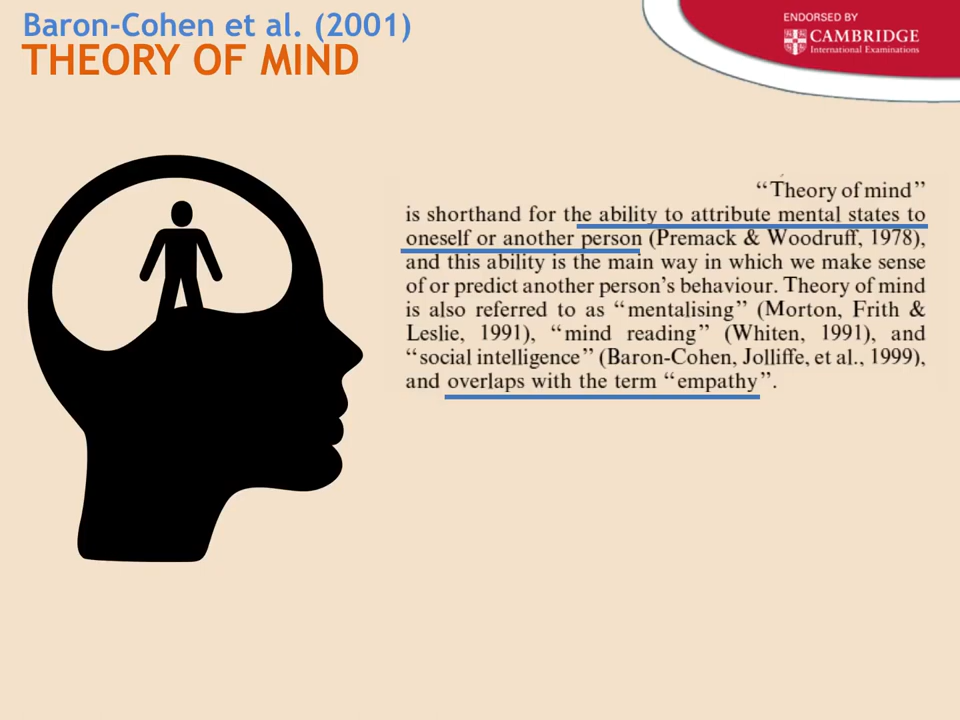 Baron-Cohen et al. (2001)
THEORY OF MIND
ENDORSED BY
CAMBRIDGE
International Examinations
“Theory of mind”
is shorthand for the ability to attribute mental states to
oneself or another person (Premack & Woodruff, 1978),
and this ability is the main way in which we make sense
of or predict another person’s behaviour. Theory of mind
is also referred to as “mentalising” (Morton, Frith &
Leslie, 1991), “mind reading” (Whiten, 1991), and
“social intelligence” (Baron-Cohen, Jolliffe, et al., 1999),
and overlaps with the term “empathy”.